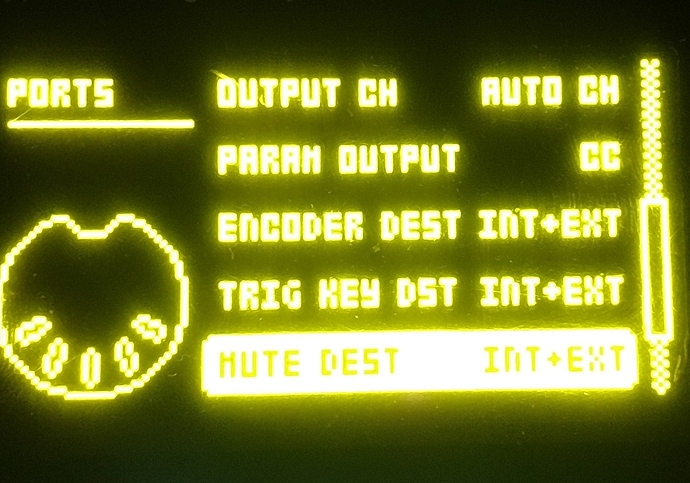 PORTS
OUTPUT CH AUTO CH
PARAM OUTPUT CC
ENCODER DEST INT+EXT
TRIG KEY DST INT+EXT
MUTE DEST INT+EXT